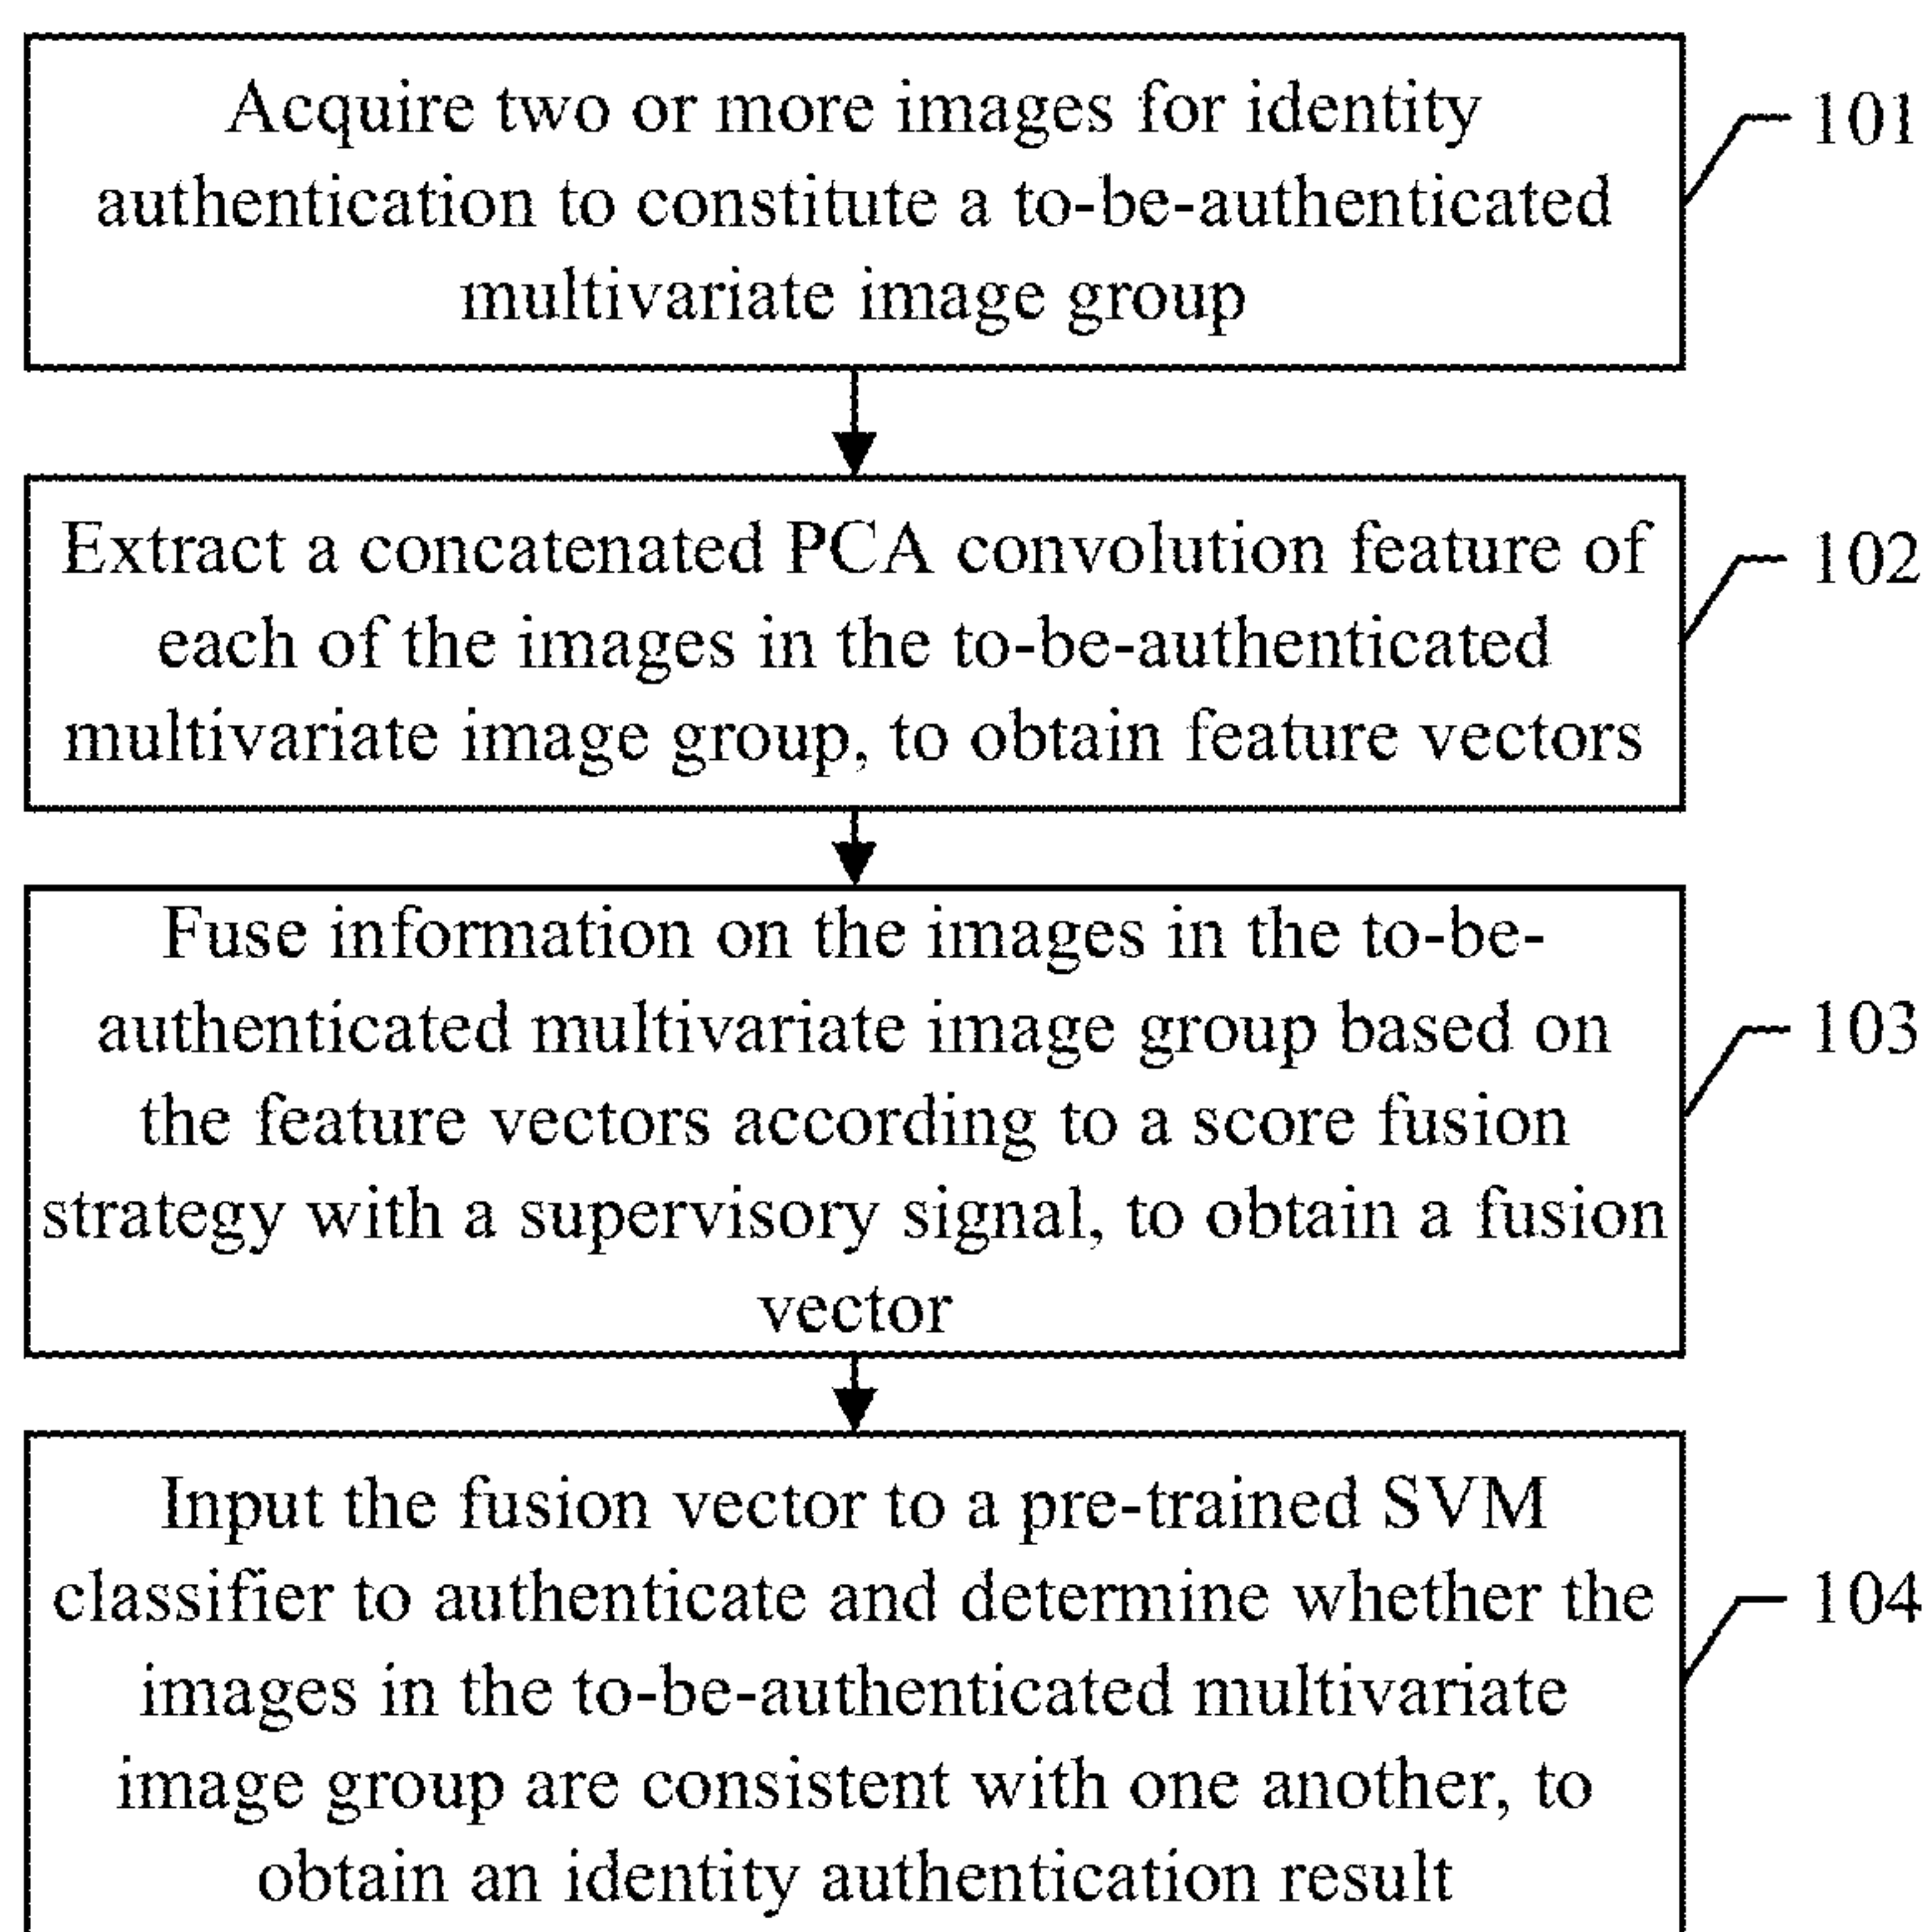 Acquire two or more images for identity
authentication to constitute a to-be-authenticated
multivariate image group
101
Extract a concatenated PCA convolution feature of
each of the images in the to-be-authenticated
multivariate image group, to obtain feature vectors
102
Fuse information on the images in the to-be-
authenticated multivariate image group based on
the feature vectors according to a score fusion
strategy with a supervisory signal, to obtain a fusion
vector
103
Input the fusion vector to a pre-trained SVM
classifier to authenticate and determine whether the
images in the to-be-authenticated multivariate
image group are consistent with one another, to
obtain an identity authentication result
104